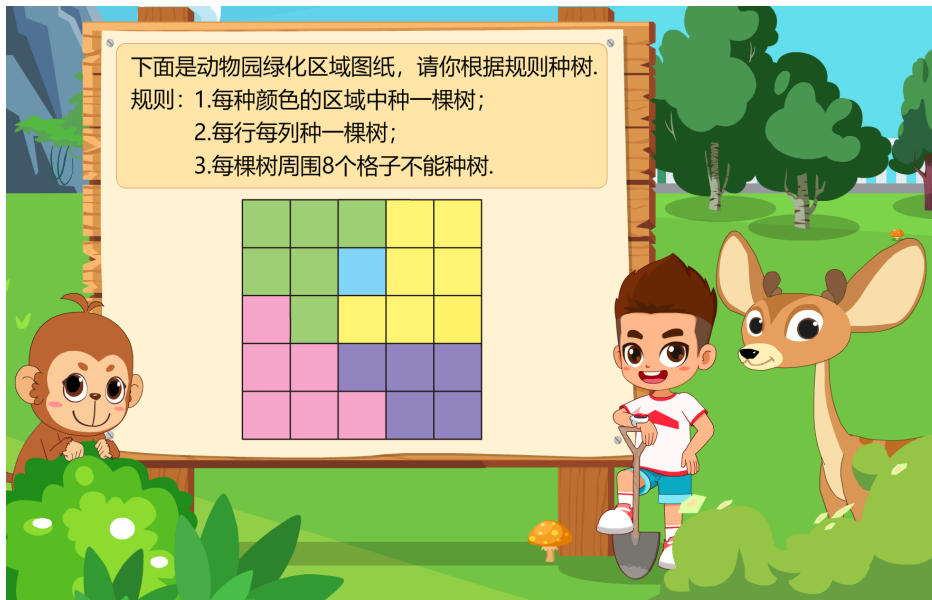 下面是动物园绿化区域图纸，请你根据规则种树.
规则：1.每种颜色的区域中种一棵树；
2.每行每列种一棵树；
3.每棵树周围8个格子不能种树.